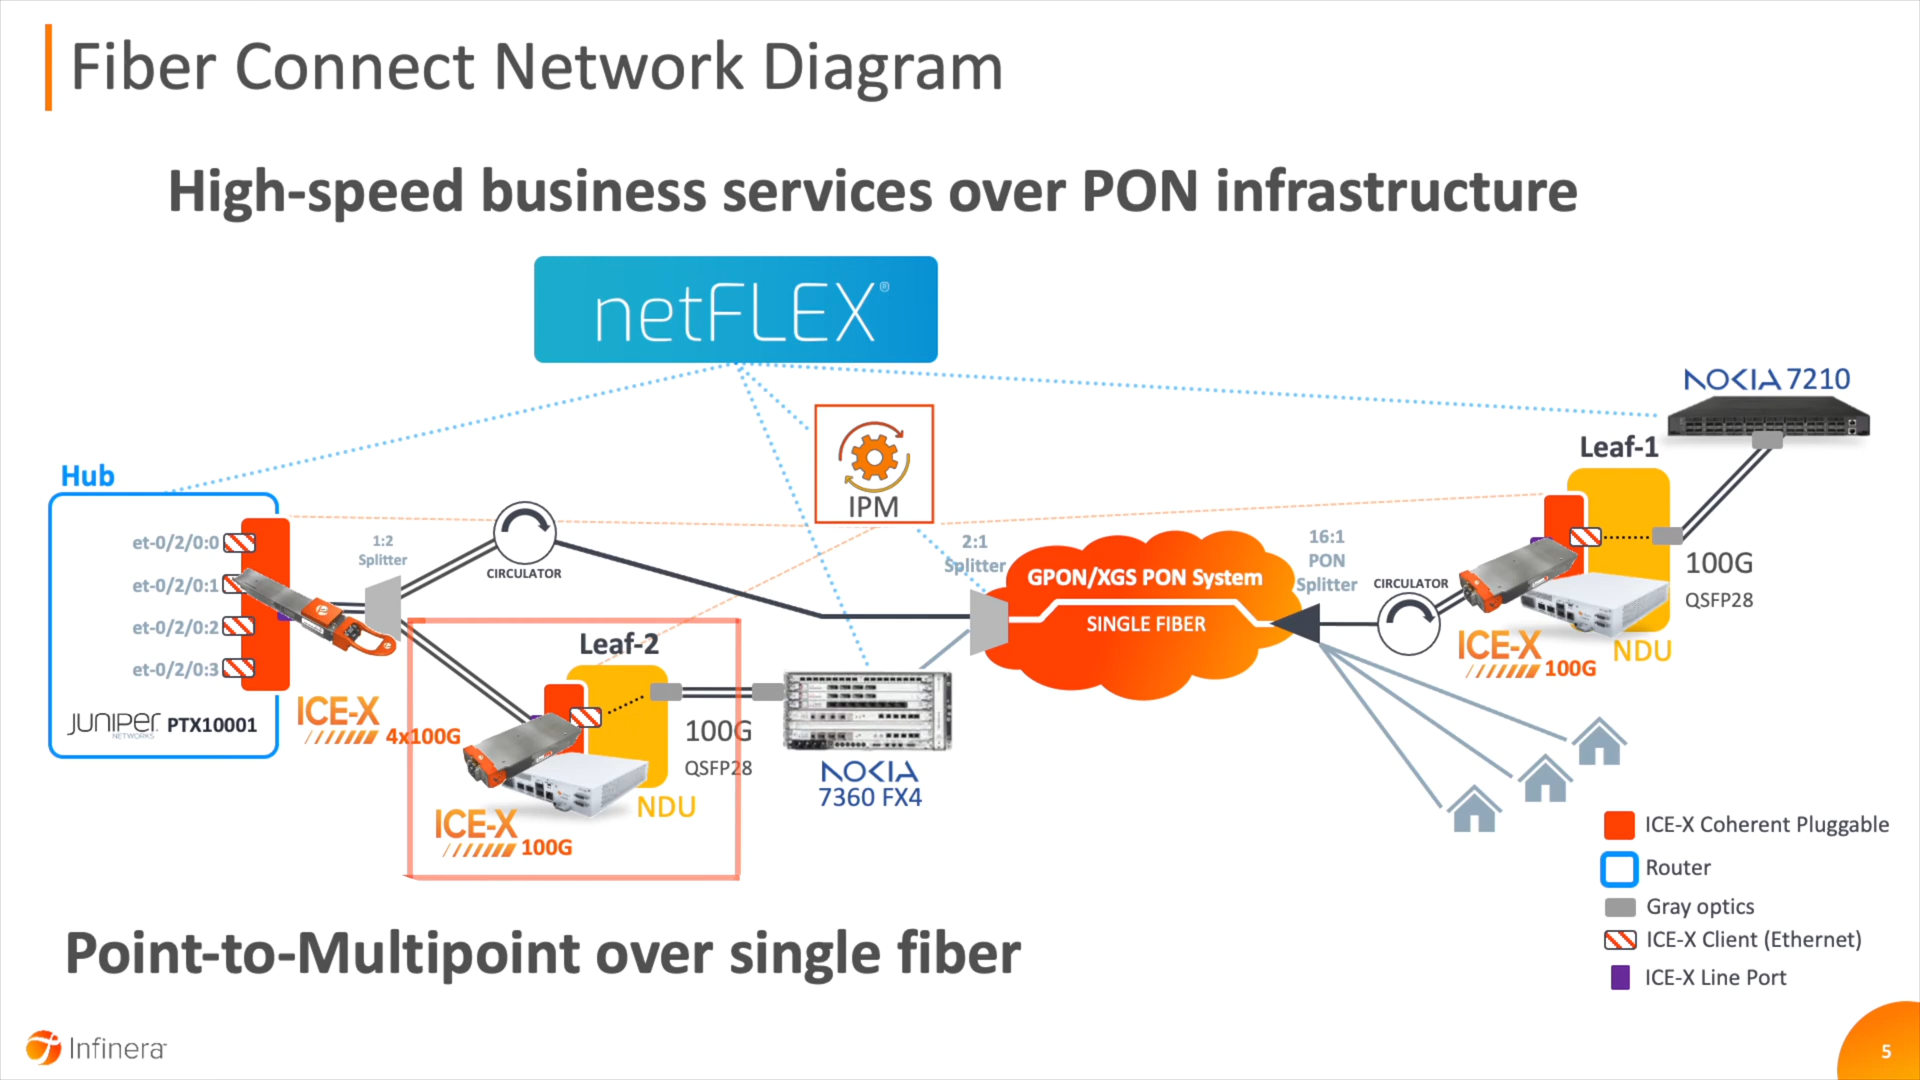 Fiber Connect Network Diagram
High-speed business services over PON infrastructure
netFLEX®
NOKIA 7210
Leaf-1
Hub
IPM
et-0/2/0:0
et-0/2/0:1
et-0/2/0:2
et-0/2/0:3
1:2
Splitter
CIRCULATOR
2:1
Splitter
GPON/XGS PON System
SINGLE FIBER
16:1
PON
Splitter
CIRCULATOR
100G
QSFP28
ICE-X
100G
NDU
Leaf-2
JUNIPER
NETWORKS
PTX10001
ICE-X
4x100G
100G
QSFP28
NOKIA
7360 FX4
NDU
ICE-X
100G
ICE-X Coherent Pluggable
Router
Gray optics
ICE-X Client (Ethernet)
ICE-X Line Port
Point-to-Multipoint over single fiber
Infinera
5